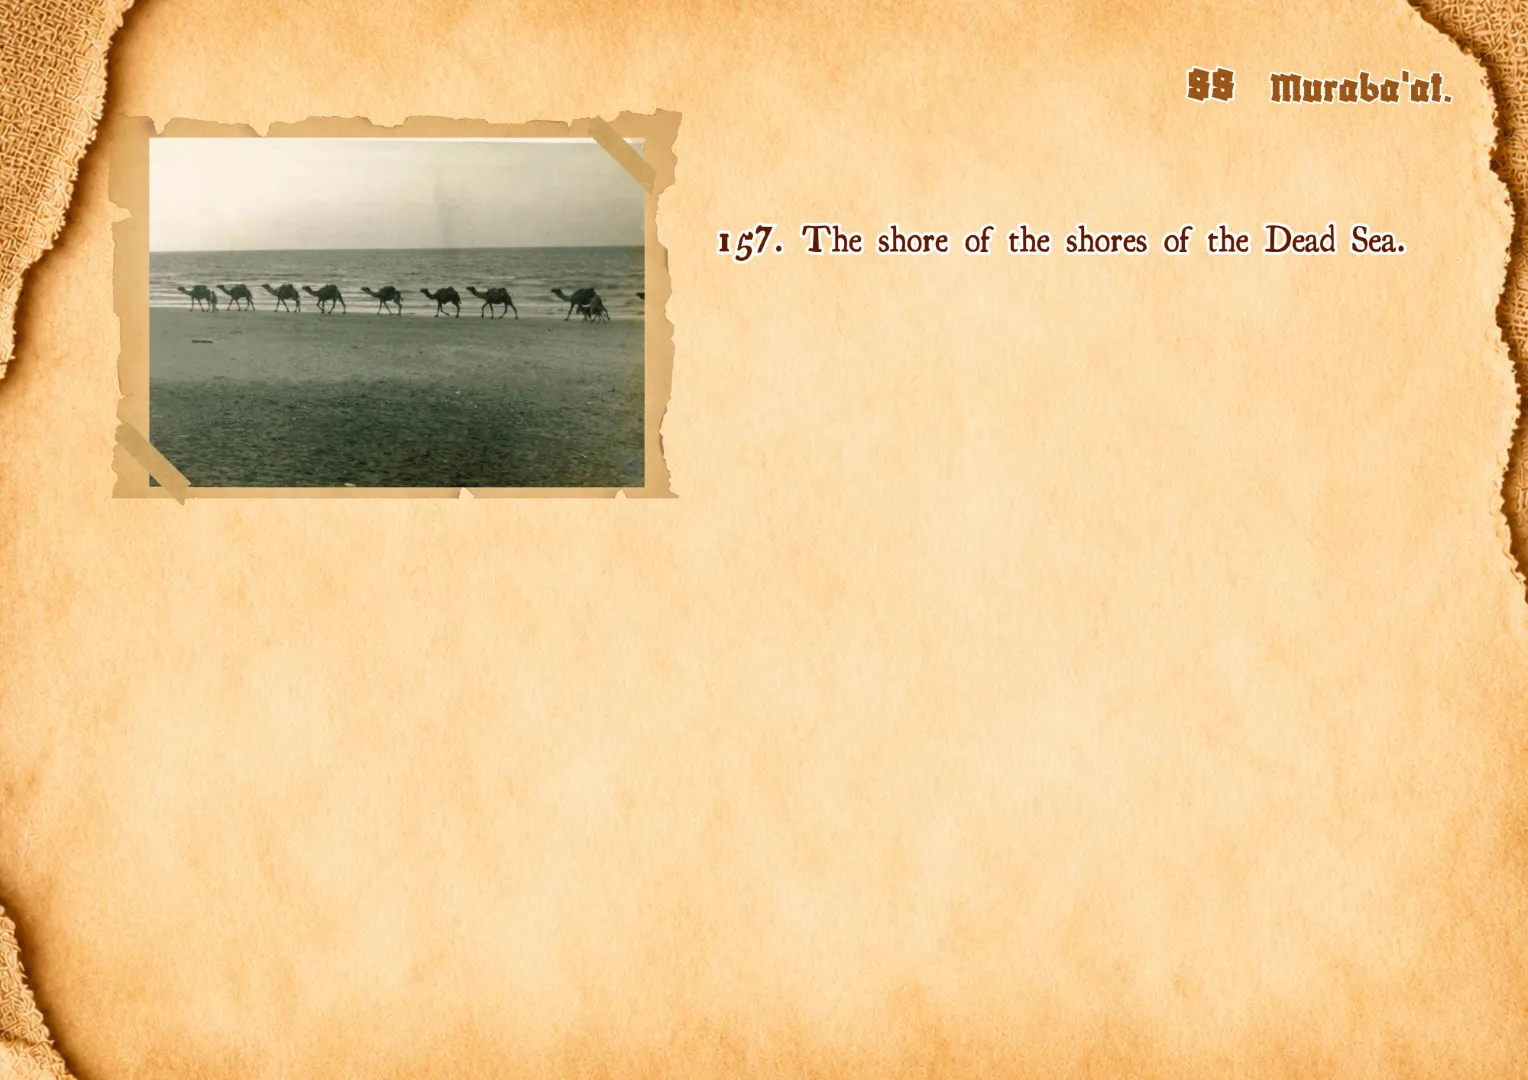 88 Muraba'at.
157. The shore of the shores of the Dead Sea.